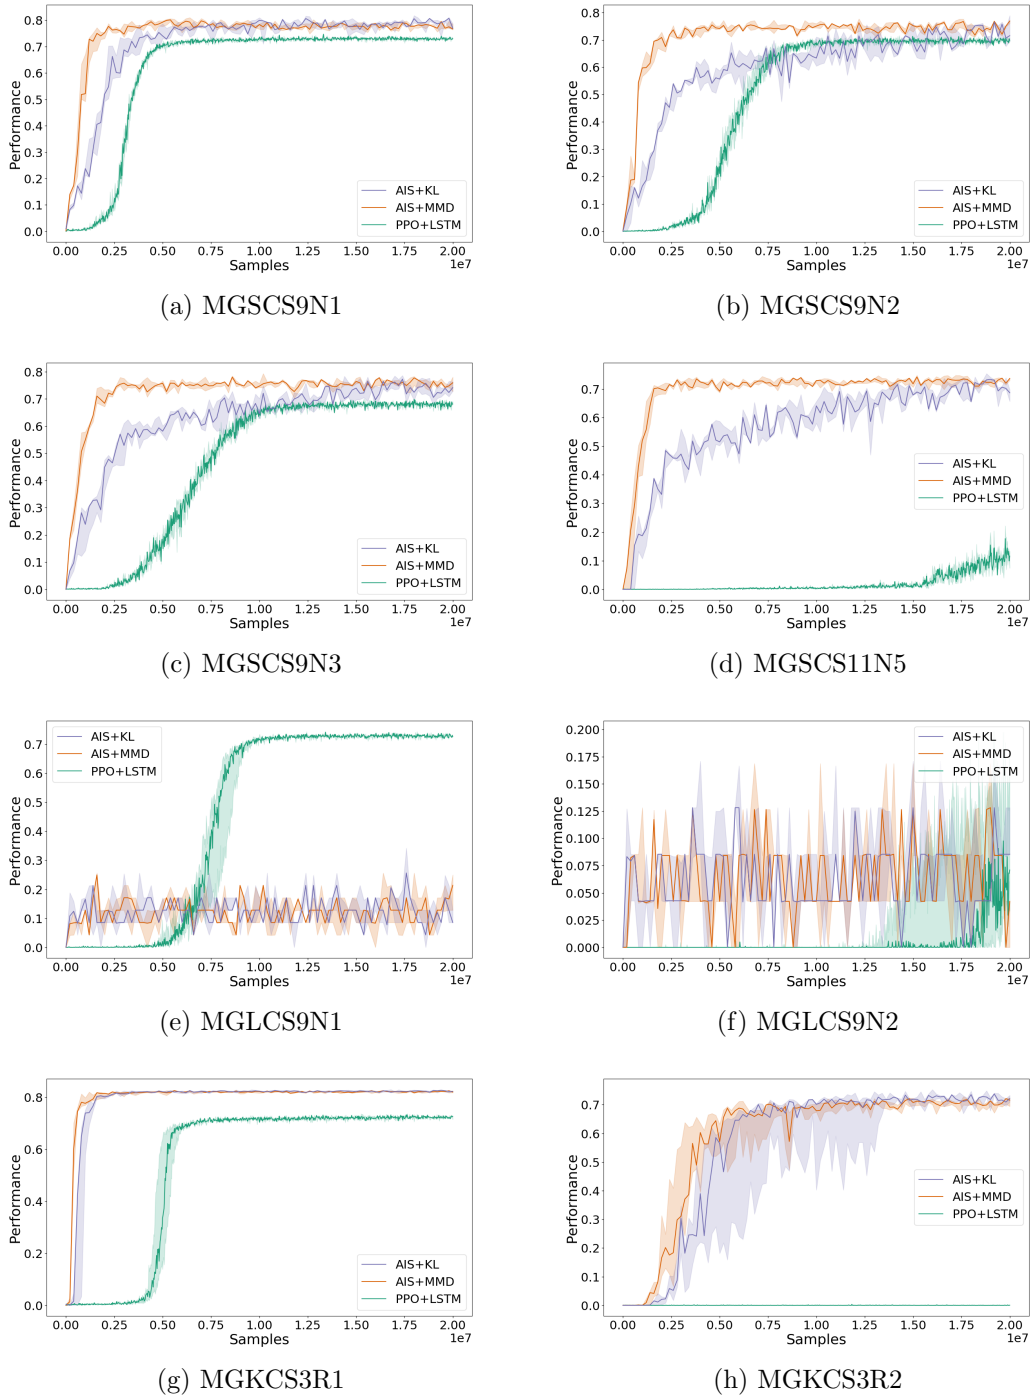 0.8
0.7
0.6
0.5
0.4
0.3
0.2
0.1
0.0
Performance
0.00 0.25 0.50 0.75 1.00 1.25 1.50 1.75 2.00
Samples
1e7
AIS+KL
AIS+MMD
PPO+LSTM
(a) MGSCS9N1
0.8
0.7
0.6
0.5
0.4
0.3
0.2
0.1
0.0
Performance
0.00 0.25 0.50 0.75 1.00 1.25 1.50 1.75 2.00
Samples
1e7
AIS+KL
AIS+MMD
PPO+LSTM
(b) MGSCS9N2
0.8
0.7
0.6
0.5
0.4
0.3
0.2
0.1
0.0
Performance
0.00 0.25 0.50 0.75 1.00 1.25 1.50 1.75 2.00
Samples
1e7
AIS+KL
AIS+MMD
PPO+LSTM
(c) MGSCS9N3
0.7
0.6
0.5
0.4
0.3
0.2
0.1
0.0
Performance
0.00 0.25 0.50 0.75 1.00 1.25 1.50 1.75 2.00
Samples
1e7
AIS+KL
AIS+MMD
PPO+LSTM
(d) MGSCS11N5
0.7
0.6
0.5
0.4
0.3
0.2
0.1
0.0
Performance
0.00 0.25 0.50 0.75 1.00 1.25 1.50 1.75 2.00
Samples
1e7
AIS+KL
AIS+MMD
PPO+LSTM
(e) MGLCS9N1
0.200
0.175
0.150
0.125
0.100
0.075
0.050
0.025
0.000
Performance
0.00 0.25 0.50 0.75 1.00 1.25 1.50 1.75 2.00
Samples
1e7
AIS+KL
AIS+MMD
PPO+LSTM
(f) MGLCS9N2
0.8
0.6
0.4
0.2
0.0
Performance
0.00 0.25 0.50 0.75 1.00 1.25 1.50 1.75 2.00
Samples
1e7
AIS+KL
AIS+MMD
PPO+LSTM
(g) MGKCS3R1
0.7
0.6
0.5
0.4
0.3
0.2
0.1
0.0
Performance
0.00 0.25 0.50 0.75 1.00 1.25 1.50 1.75 2.00
Samples
1e7
AIS+KL
AIS+MMD
PPO+LSTM
(h) MGKCS3R2